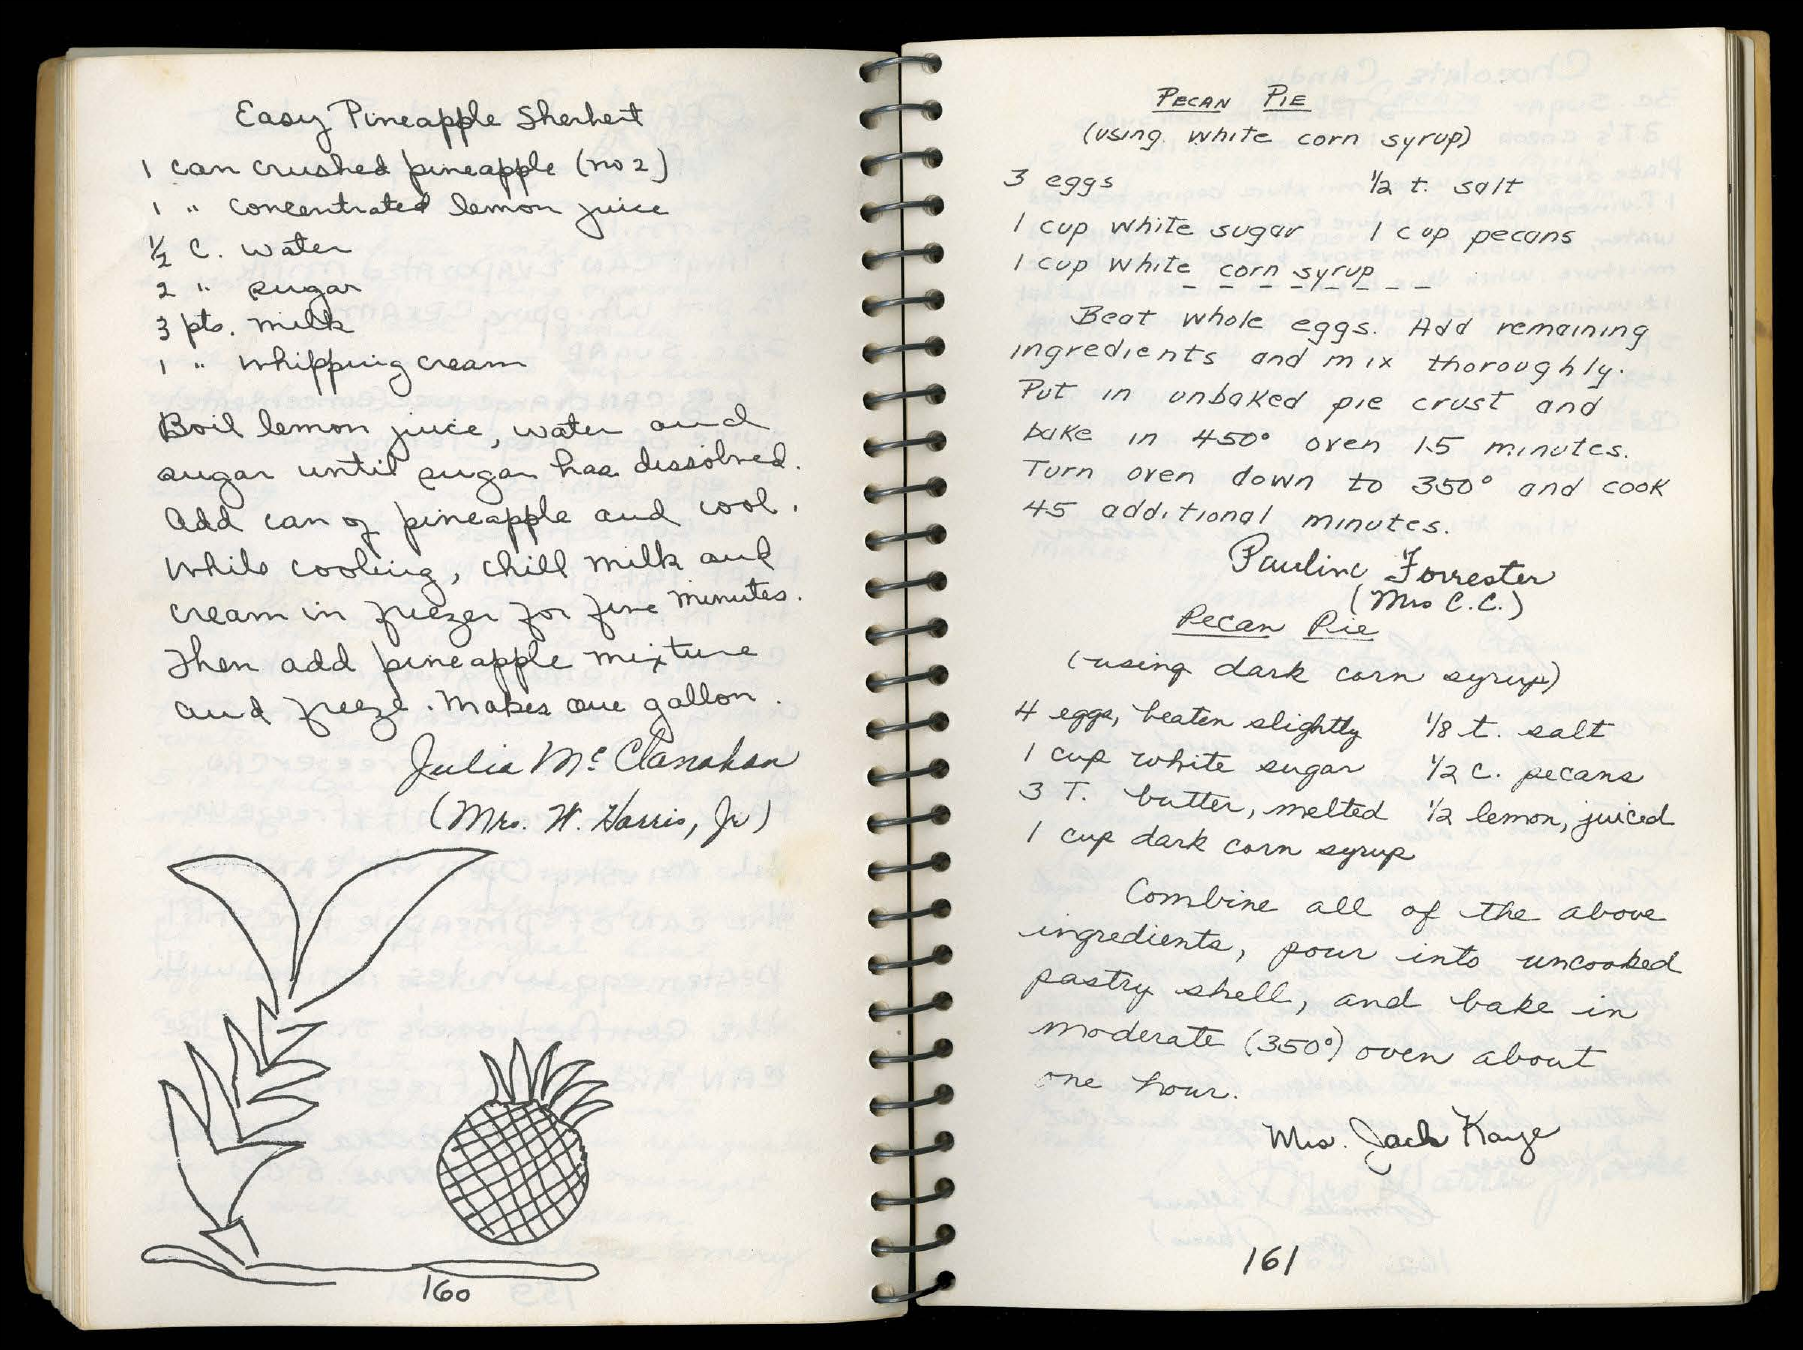 Easy Pineapple Sherbert
1 can crushed pineapple (no 2)
1 " concentrated lemon juice
1/2 C. water
2 " sugar
3 pts. milk
1 " whipping cream
Boil lemon juice, water and
sugar until sugar has dissolved.
Add can of pineapple and cool.
While cooling, chill milk and
cream in freezer for five minutes.
Then add pineapple mixture
and freeze. Makes one gallon.
Julia McClanahan
(Mrs. W. Harris, Jr)
160
PECAN PIE
(using white corn syrup)
3 eggs 1/2 t. salt
1 cup white sugar 1 cup pecans
1 cup white corn syrup
Beat whole eggs. Add remaining
ingredients and mix thoroughly.
Put in unbaked pie crust and
bake in 450° oven 15 minutes.
Turn oven down to 350° and cook
45 additional minutes.
Pauline Forrester
(Mrs C.C.)
Pecan Pie
(using dark corn syrup)
4 eggs, beaten slightly 1/8 t. salt
1 cup white sugar 1/2 c. pecans
3 T. butter, melted 1/2 lemon, juiced
1 cup dark corn syrup
Combine all of the above
ingredients, pour into uncooked
pastry shell, and bake in
moderate (350°) oven about
one hour.
Mrs. Jack Kaye
161